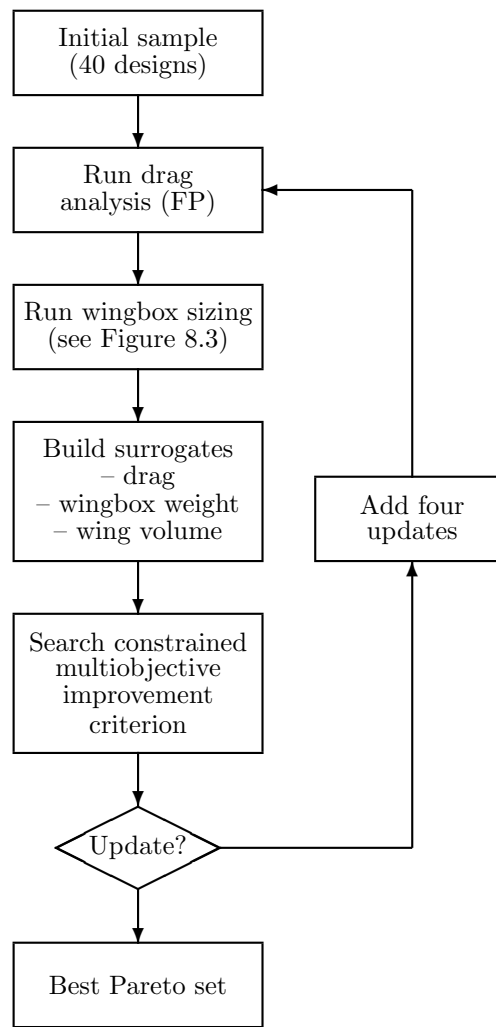 Initial sample
(40 designs)
Run drag
analysis (FP)
Run wingbox sizing
(see Figure 8.3)
Build surrogates
– drag
– wingbox weight
– wing volume
Add four
updates
Search constrained
multiobjective
improvement
criterion
Update?
Best Pareto set